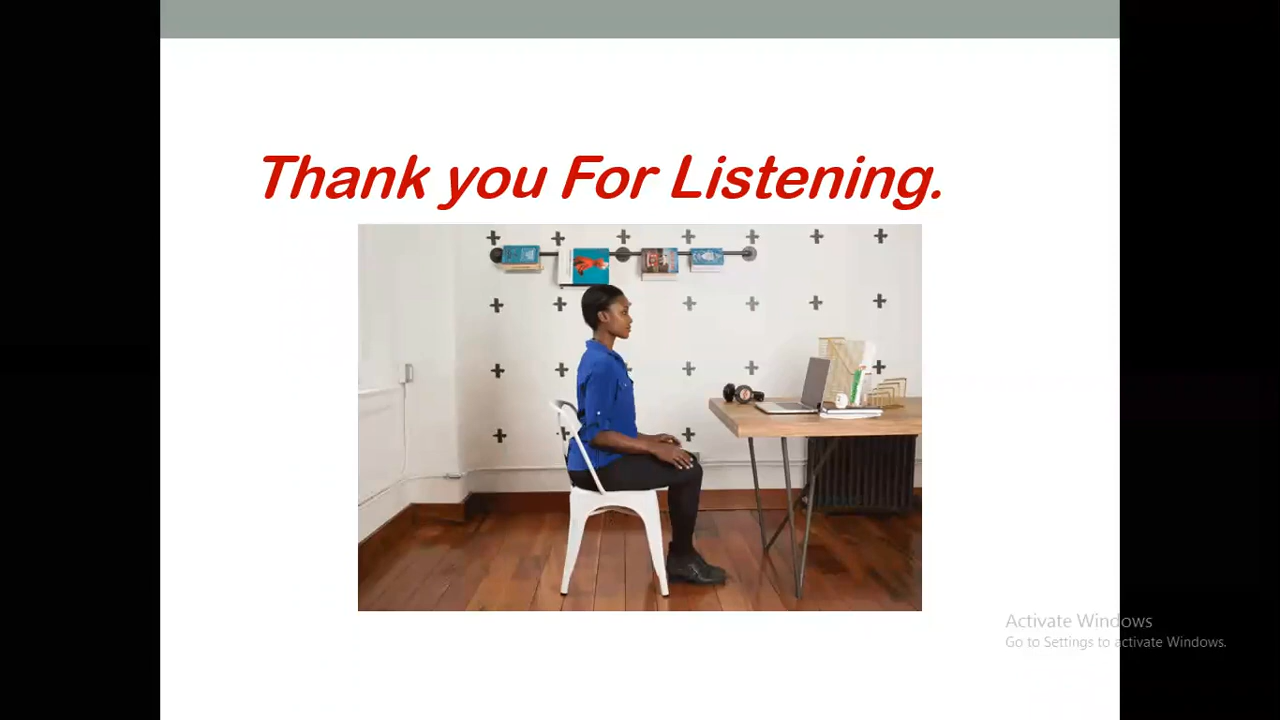 Thank you For Listening.
Activate Windows
Go to Settings to activate Windows.